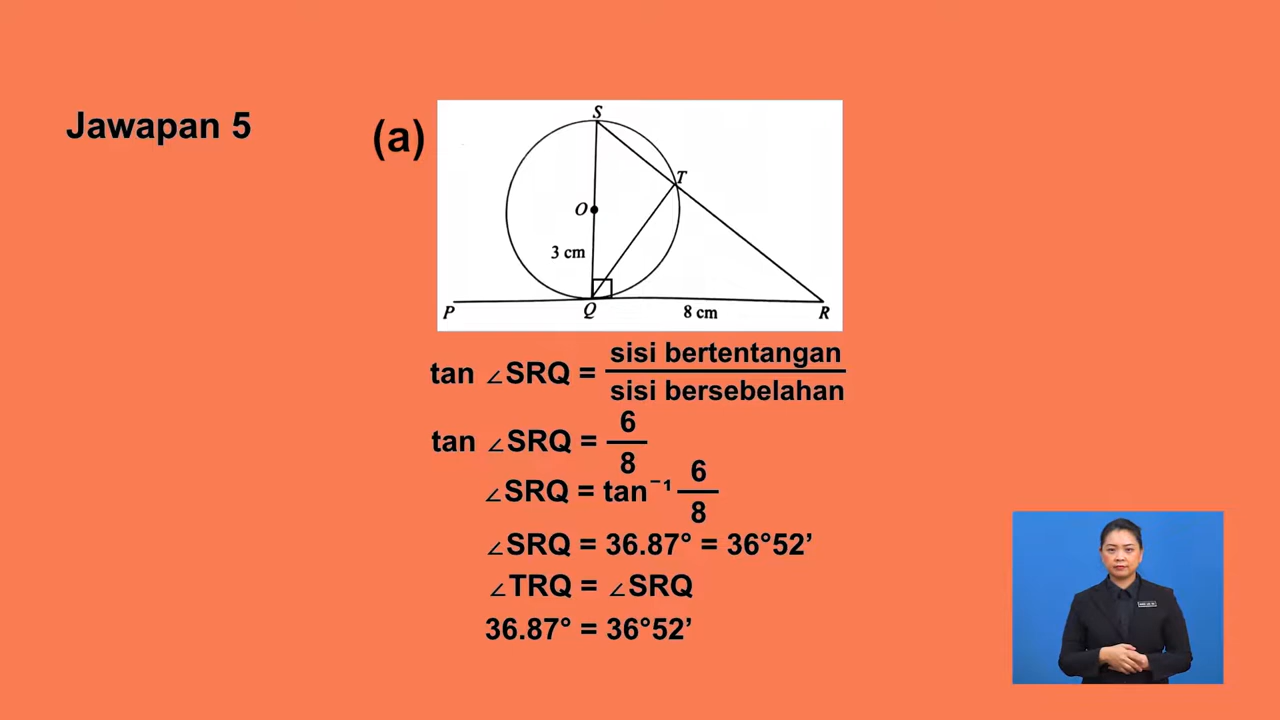 Jawapan 5
(a)
S
T
O
3 cm
P
Q
8 cm
R
tan ∠SRQ = sisi bertentangan
sisi bersebelahan
tan ∠SRQ = 6
8
∠SRQ = tan⁻¹ 6
8
∠SRQ = 36.87° = 36°52’
∠TRQ = ∠SRQ
36.87° = 36°52’